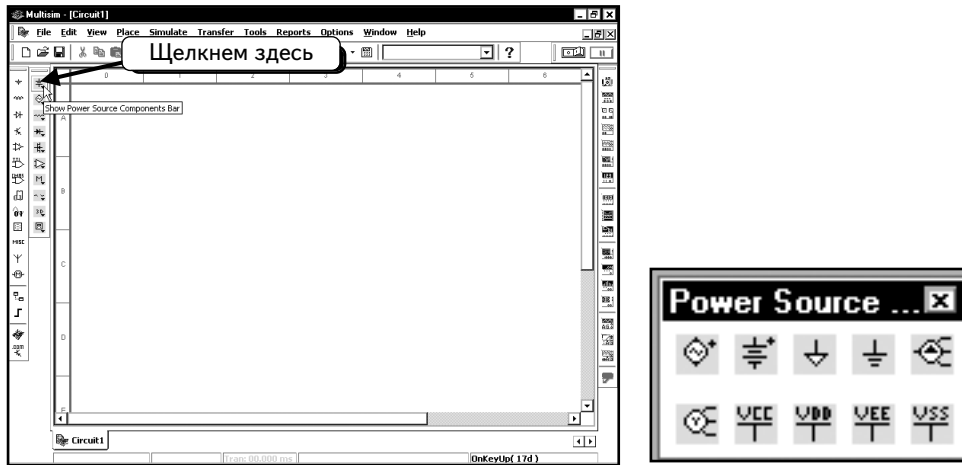 Multisim - [Circuit1]
File Edit View Place Simulate Transfer Tools Reports Options Window Help
Щелкнем здесь
?
0 2 3 4 5 6
Show Power Source Components Bar
A
B
C
D
E
MISC
.com
Circuit1
Tran: 00.000 ms
OnKeyUp( 17d )
Power Source ...
VCC VDD VEE VSS